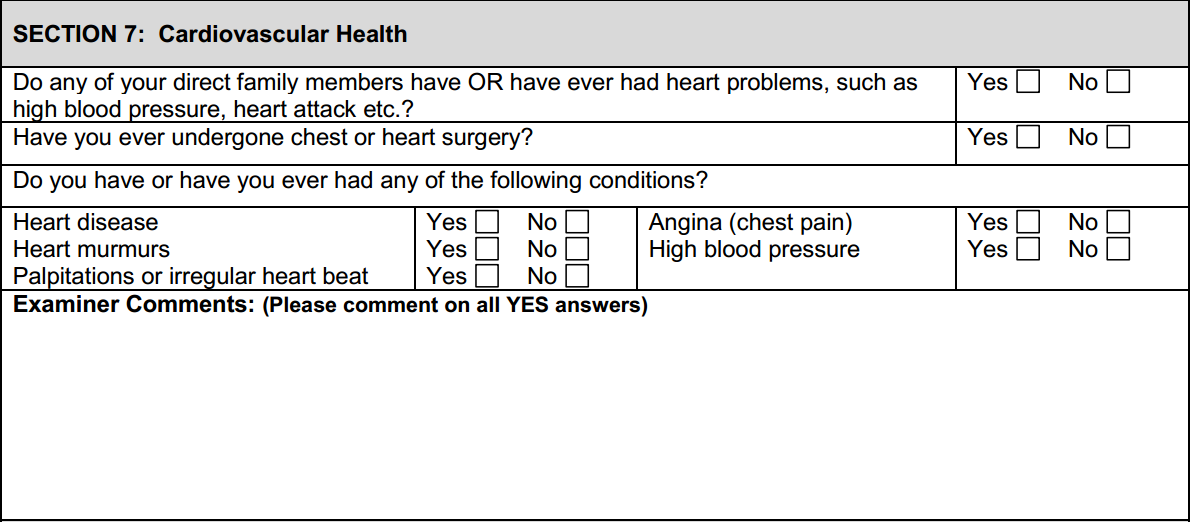 SECTION 7: Cardiovascular Health
Do any of your direct family members have OR have ever had heart problems, such as Yes No
high blood pressure, heart attack etc.?
Have you ever undergone chest or heart surgery? Yes No
Do you have or have you ever had any of the following conditions?
Heart disease Yes No Angina (chest pain) Yes No
Heart murmurs Yes No High blood pressure Yes No
Palpitations or irregular heart beat Yes No
Examiner Comments: (Please comment on all YES answers)